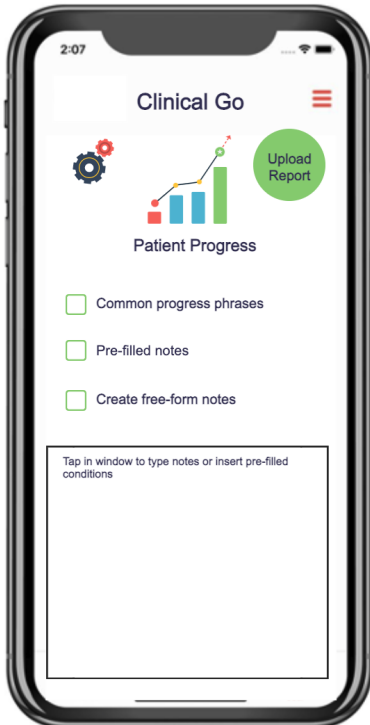 2:07
Clinical Go
Upload
Report
Patient Progress
Common progress phrases
Pre-filled notes
Create free-form notes
Tap in window to type notes or insert pre-filled
conditions